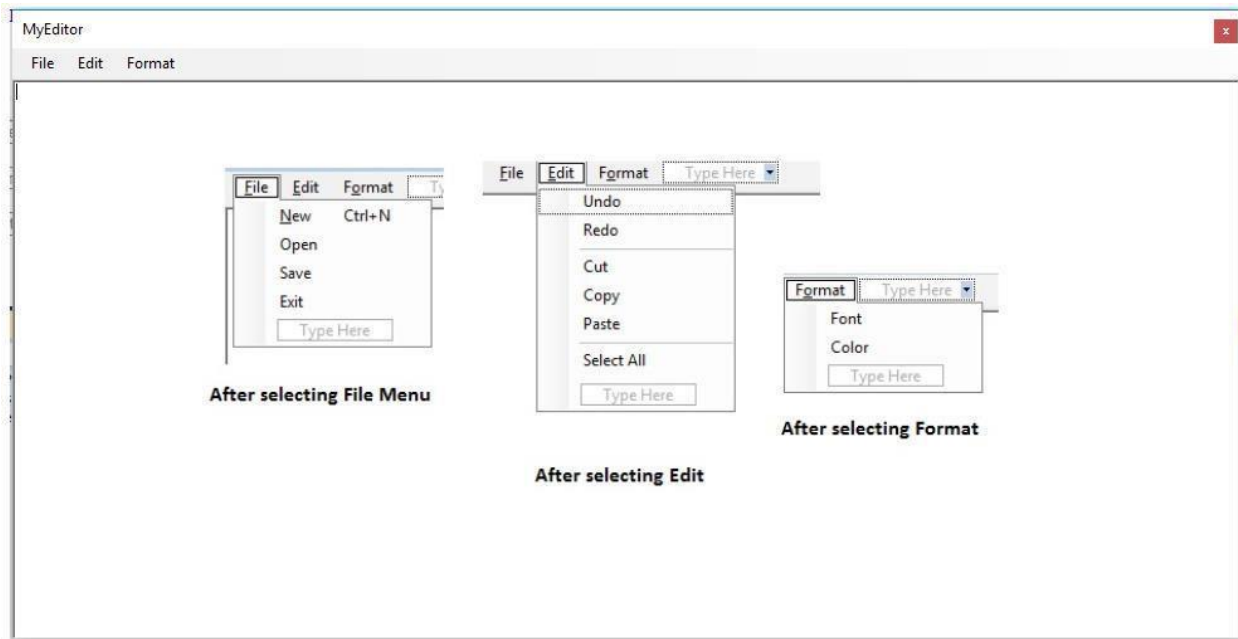 MyEditor
x
File Edit Format
File Edit Format
New Ctrl+N
Open
Save
Exit
Type Here
After selecting File Menu
File Edit Format Type Here
Undo
Redo
Cut
Copy
Paste
Select All
Type Here
After selecting Edit
Format Type Here
Font
Color
Type Here
After selecting Format